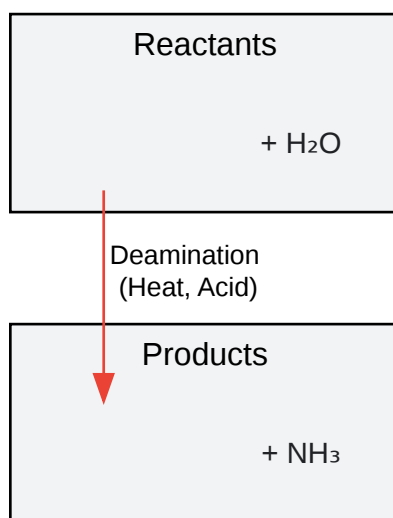 Reactants
+ H₂O
Deamination
(Heat, Acid)
Products
+ NH₃